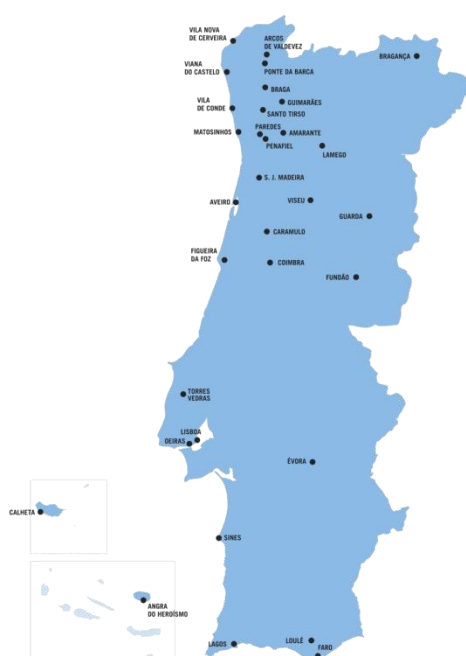 VILA NOVA
DE CERVEIRA
ARCOS
DE VALDEVEZ
BRAGANÇA
VIANA
DO CASTELO
PONTE DA BARCA
BRAGA
GUIMARÃES
VILA
DE CONDE
SANTO TIRSO
MATOSINHOS
PAREDES
AMARANTE
PENAFIEL
LAMEGO
S. J. MADEIRA
AVEIRO
VISEU
GUARDA
CARAMULO
FIGUEIRA
DA FOZ
COIMBRA
FUNDÃO
TORRES
VEDRAS
LISBOA
OEIRAS
ÉVORA
CALHETA
SINES
ANGRA
DO HEROÍSMO
LAGOS
LOULÉ
FARO